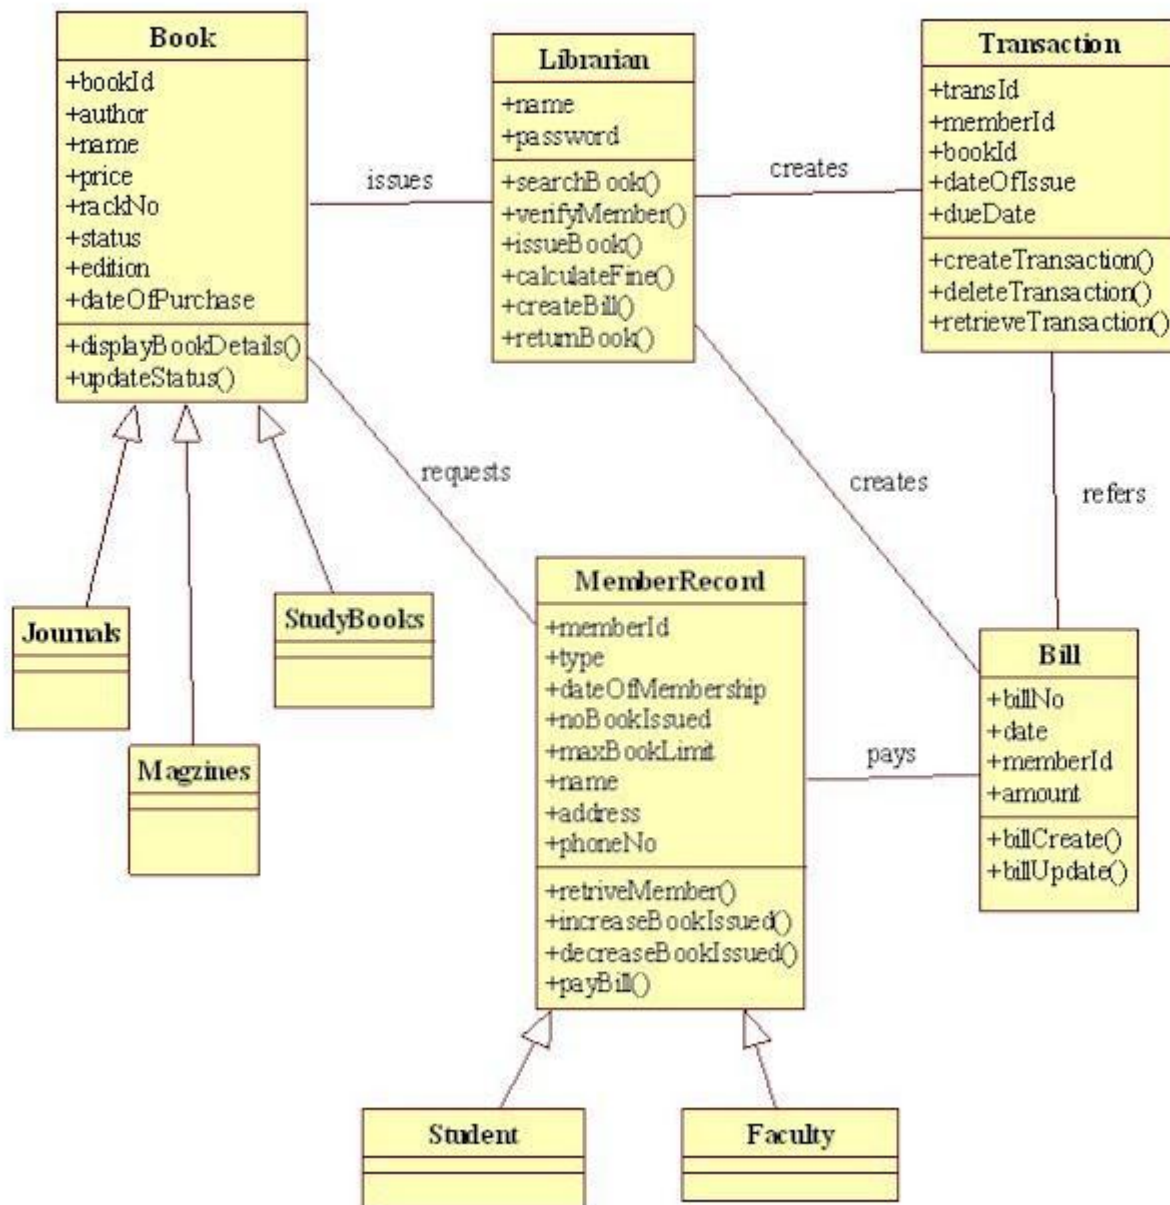 Book
+bookId
+author
+name
+price
+rackNo
+status
+edition
+dateOfPurchase
+displayBookDetails()
+updateStatus()
issues
Librarian
+name
+password
+searchBook()
+verifyMember()
+issueBook()
+calculateFine()
+createBill()
+returnBook()
creates
Transaction
+transId
+memberId
+bookId
+dateOfIssue
+dueDate
+createTransaction()
+deleteTransaction()
+retrieveTransaction()
requests
creates
refers
Journals
Magzines
StudyBooks
MemberRecord
+memberId
+type
+dateOfMembership
+noBookIssued
+maxBookLimit
+name
+address
+phoneNo
+retriveMember()
+increaseBookIssued()
+decreaseBookIssued()
+payBill()
pays
Bill
+billNo
+date
+memberId
+amount
+billCreate()
+billUpdate()
Student
Faculty